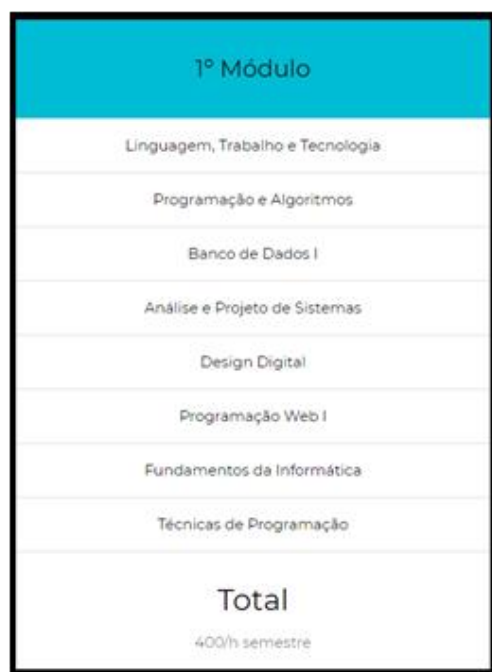 1º Módulo
Linguagem, Trabalho e Tecnologia
Programação e Algoritmos
Banco de Dados I
Análise e Projeto de Sistemas
Design Digital
Programação Web I
Fundamentos da Informática
Técnicas de Programação
Total
400/h semestre